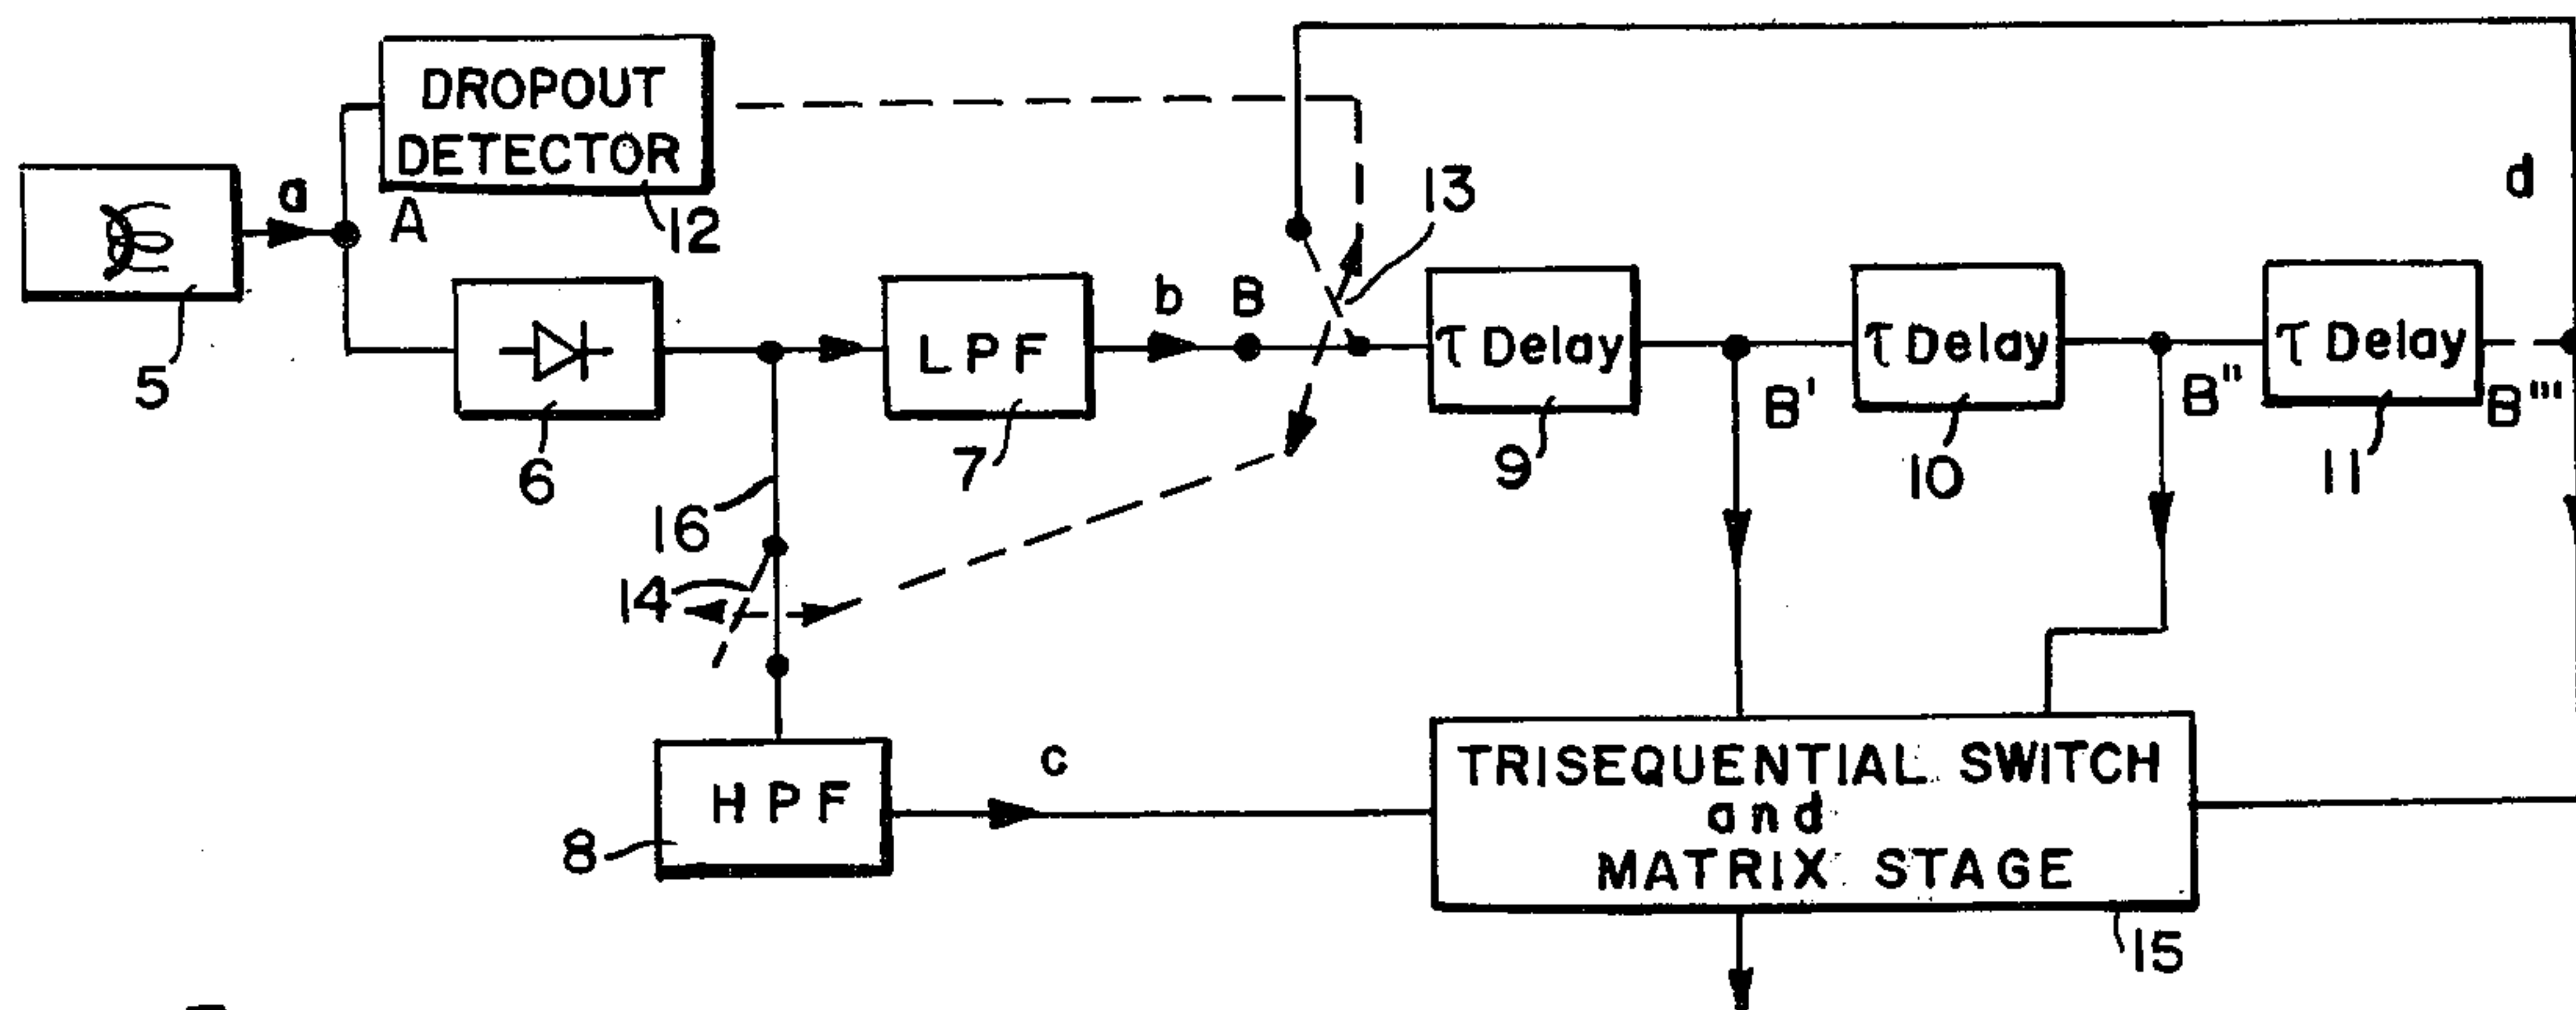 DROPOUT
DETECTOR
a
A
12
5
6
LPF
7
b
B
13
τ Delay
9
B'
τ Delay
10
B''
τ Delay
11
B'''
d
16
14
HPF
8
c
TRISEQUENTIAL SWITCH
and
MATRIX STAGE
15